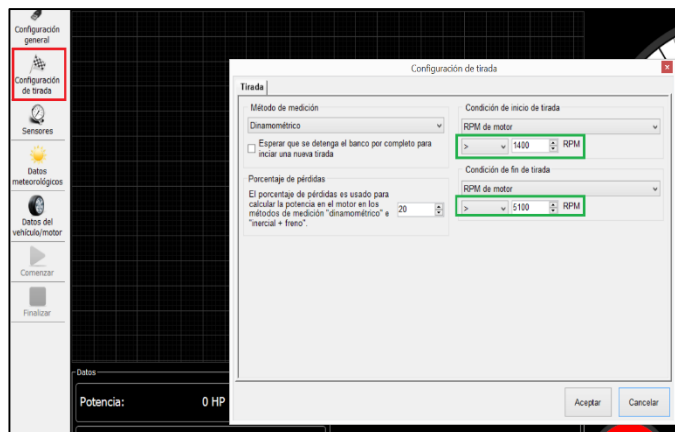 Configuración
general
Configuración
de tirada
Sensores
Datos
meteorológicos
Datos del
vehículo/motor
Comenzar
Finalizar
Configuración de tirada
x
Tirada
Método de medición
Dinamométrico
Esperar que se detenga el banco por completo para
inciar una nueva tirada
Porcentaje de pérdidas
El porcentaje de pérdidas es usado para
calcular la potencia en el motor en los
métodos de medición "dinamométrico" e
"inercial + freno".
20
Condición de inicio de tirada
RPM de motor
> 1400 RPM
Condición de fin de tirada
RPM de motor
> 5100 RPM
Datos
Potencia: 0 HP
Aceptar Cancelar